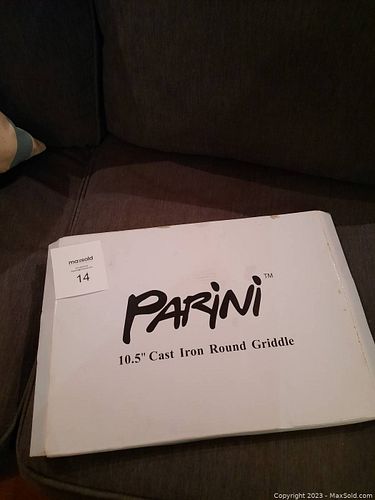 maxsold
14
PARiNi™
10.5" Cast Iron Round Griddle
Copyright 2023 - MaxSold.com